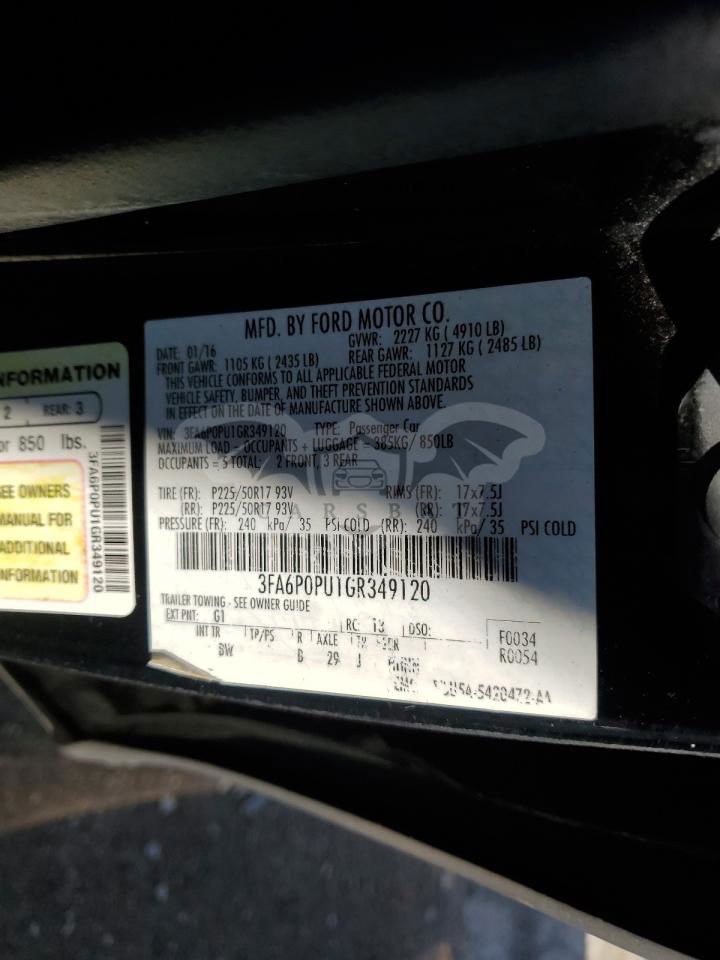 NFORMATION
2 REAR: 3
or 850 lbs.
SEE OWNERS
MANUAL FOR
ADDITIONAL
INFORMATION
3FA6P0PU1GR349120
MFD. BY FORD MOTOR CO.
DATE: 01/16 GVWR: 2227 KG ( 4910 LB)
FRONT GAWR: 1105 KG ( 2435 LB) REAR GAWR: 1127 KG ( 2485 LB)
THIS VEHICLE CONFORMS TO ALL APPLICABLE FEDERAL MOTOR
VEHICLE SAFETY, BUMPER, AND THEFT PREVENTION STANDARDS
IN EFFECT ON THE DATE OF MANUFACTURE SHOWN ABOVE.
VIN: 3FA6P0PU1GR349120 TYPE: Passenger Car
MAXIMUM LOAD = OCCUPANTS + LUGGAGE = 385KG/ 850LB
OCCUPANTS = 5 TOTAL: 2 FRONT, 3 REAR
TIRE (FR): P225/50R17 93V RIMS (FR): 17x7.5J
(RR): P225/50R17 93V (RR): 17x7.5J
PRESSURE (FR): 240 kPa/ 35 PSI COLD (RR): 240 kPa/ 35 PSI COLD
3FA6P0PU1GR349120
TRAILER TOWING - SEE OWNER GUIDE
EXT PNT: G1 RC: 13 DSO: F0034
INT TR TP/PS R AXLE TR R0054
BW B 29 J